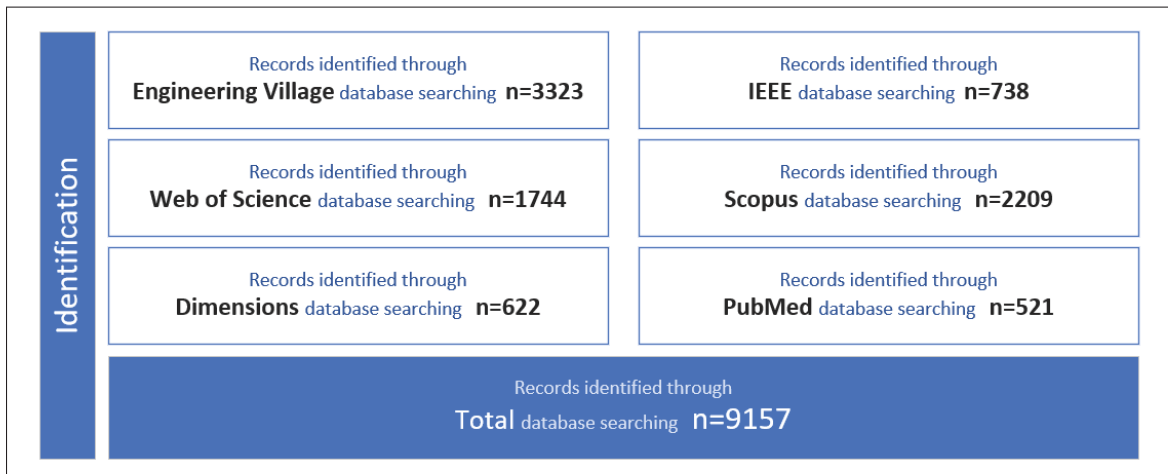 Identification
Records identified through
Engineering Village database searching n=3323
Records identified through
IEEE database searching n=738
Records identified through
Web of Science database searching n=1744
Records identified through
Scopus database searching n=2209
Records identified through
Dimensions database searching n=622
Records identified through
PubMed database searching n=521
Records identified through
Total database searching n=9157